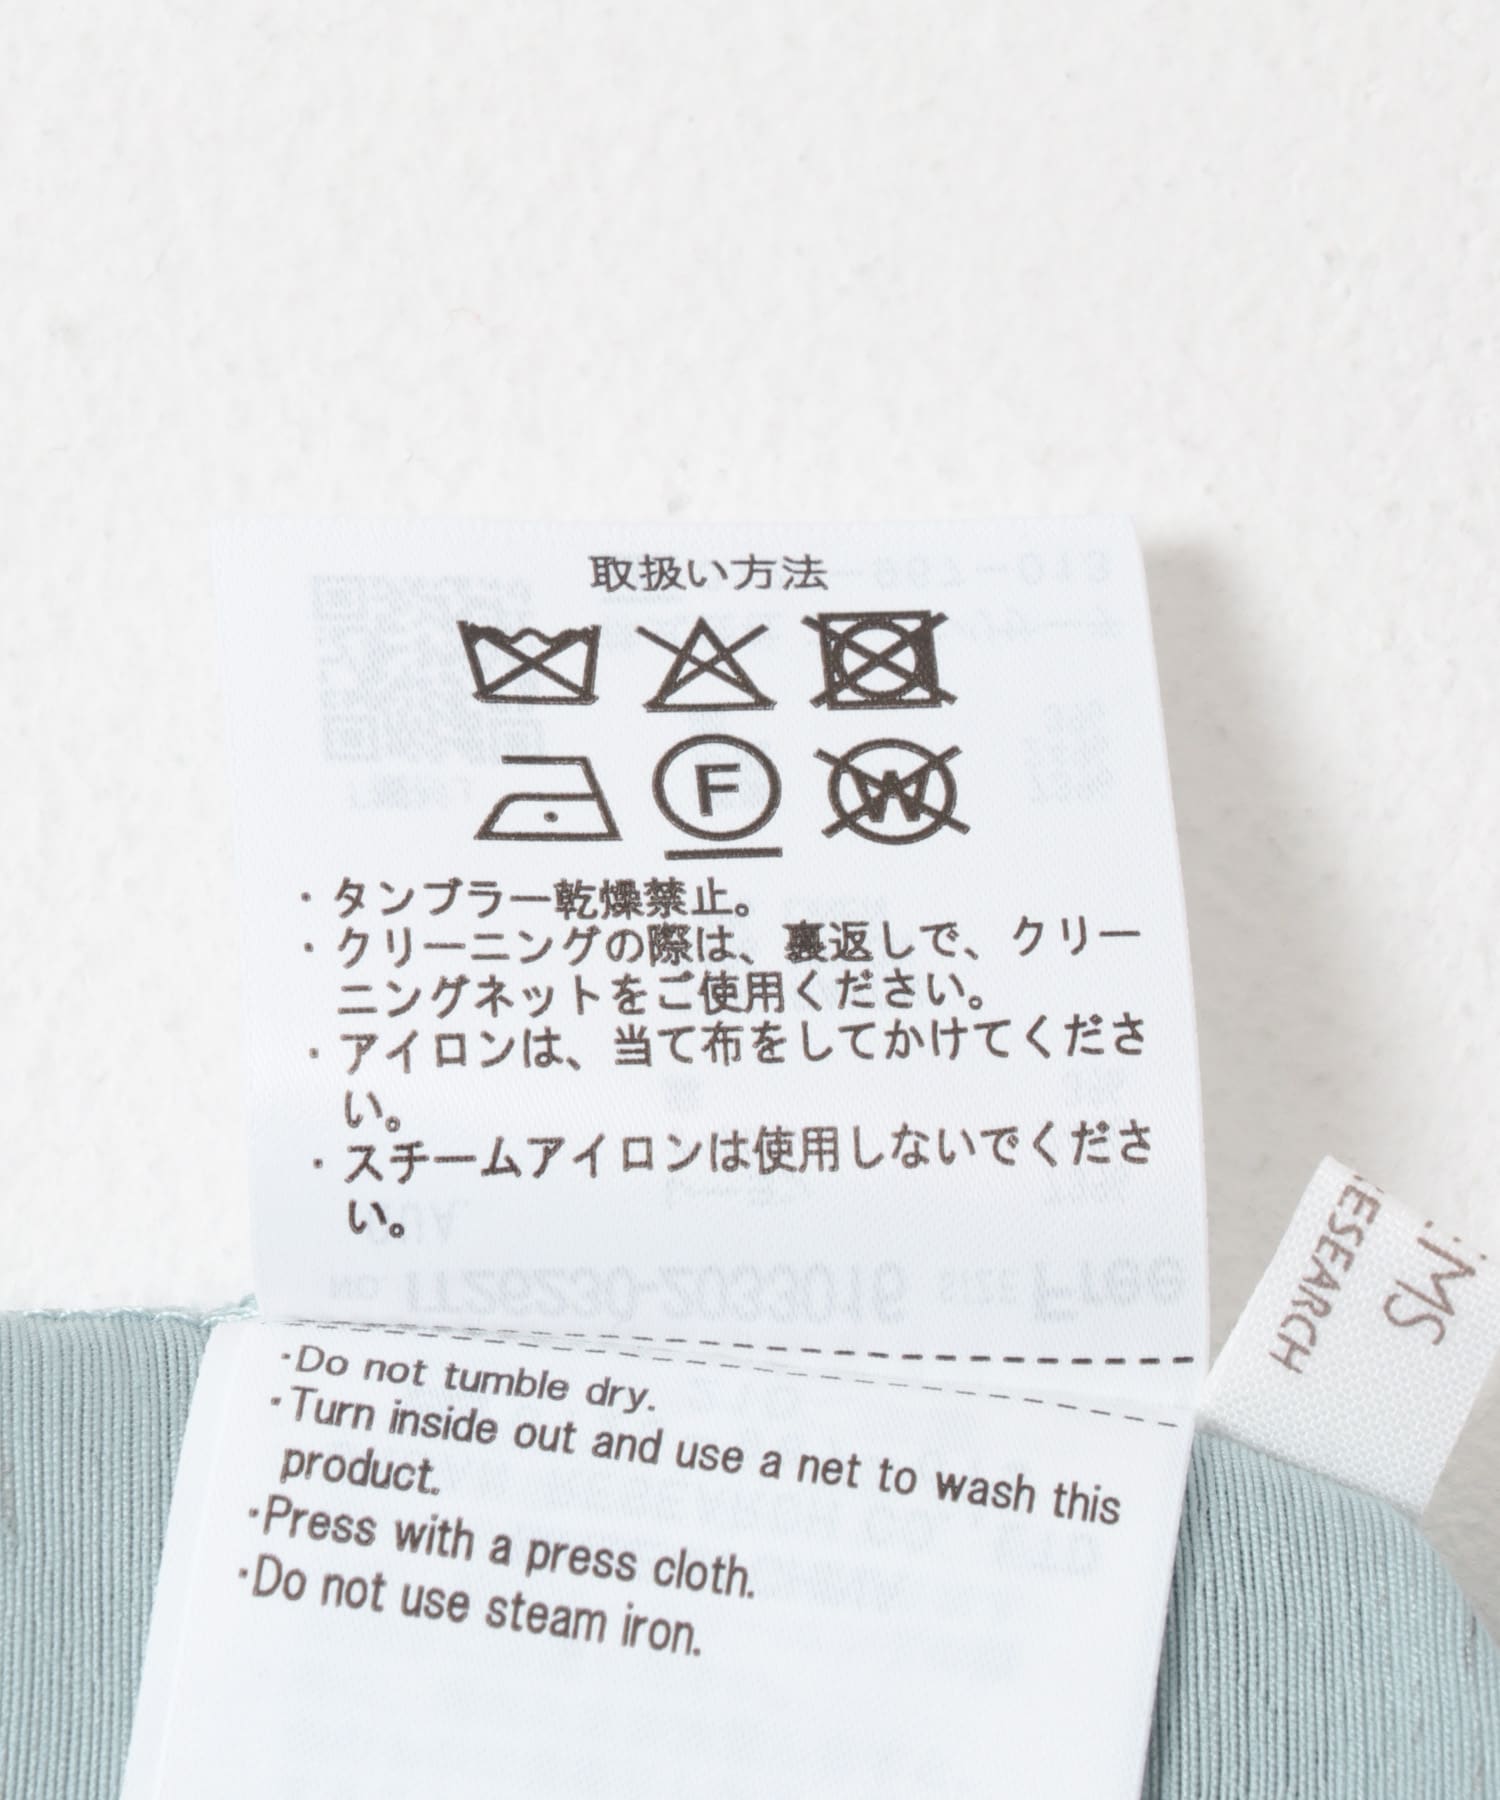 取扱い方法
F
W
・タンブラー乾燥禁止。
・クリーニングの際は、裏返しで、クリー
ニングネットをご使用ください。
・アイロンは、当て布をしてかけてくださ
い。
・スチームアイロンは使用しないでくださ
い。
・Do not tumble dry.
・Turn inside out and use a net to wash this
product.
・Press with a press cloth.
・Do not use steam iron.
MS
ESEARCH